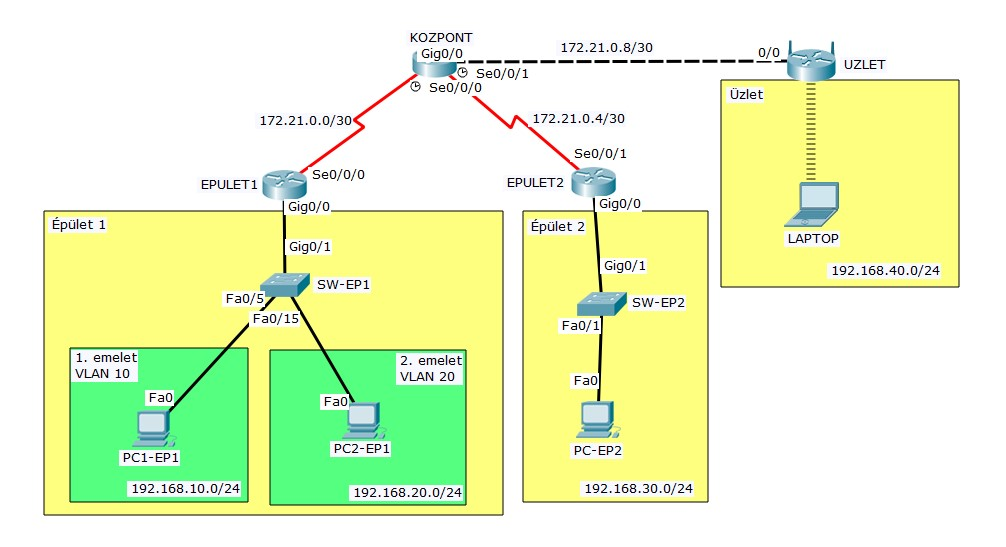 KOZPONT
Gig0/0
172.21.0.8/30
0/0
UZLET
Se0/0/1
Se0/0/0
Üzlet
172.21.0.0/30
172.21.0.4/30
Se0/0/1
EPULET1
Se0/0/0
EPULET2
Gig0/0
Gig0/0
Épület 1
Épület 2
LAPTOP
Gig0/1
Gig0/1
192.168.40.0/24
SW-EP1
Fa0/5
SW-EP2
Fa0/15
Fa0/1
1. emelet
VLAN 10
2. emelet
VLAN 20
Fa0
Fa0
Fa0
PC1-EP1
PC2-EP1
PC-EP2
192.168.10.0/24
192.168.20.0/24
192.168.30.0/24